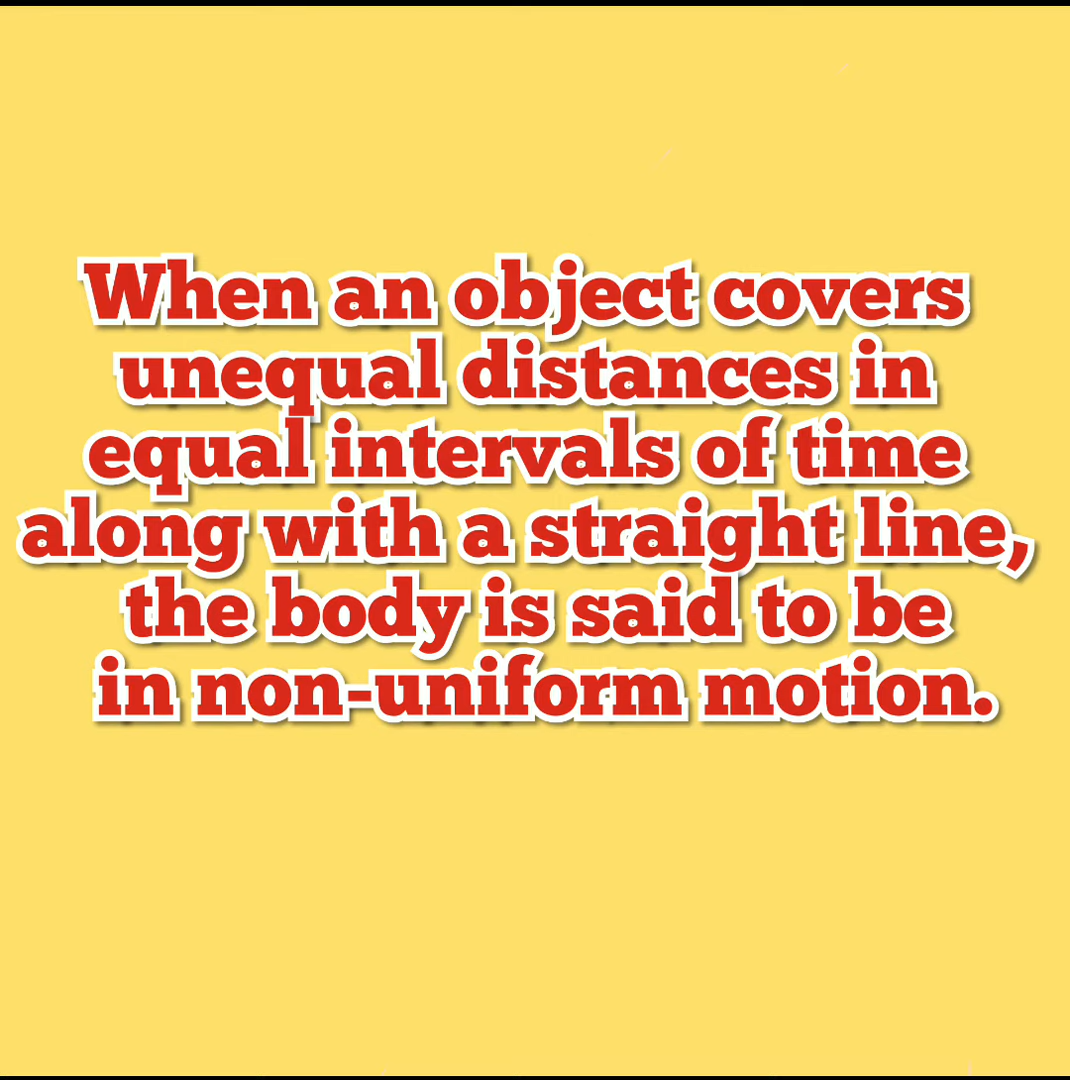 When an object covers
unequal distances in
equal intervals of time
along with a straight line,
the body is said to be
in non-uniform motion.